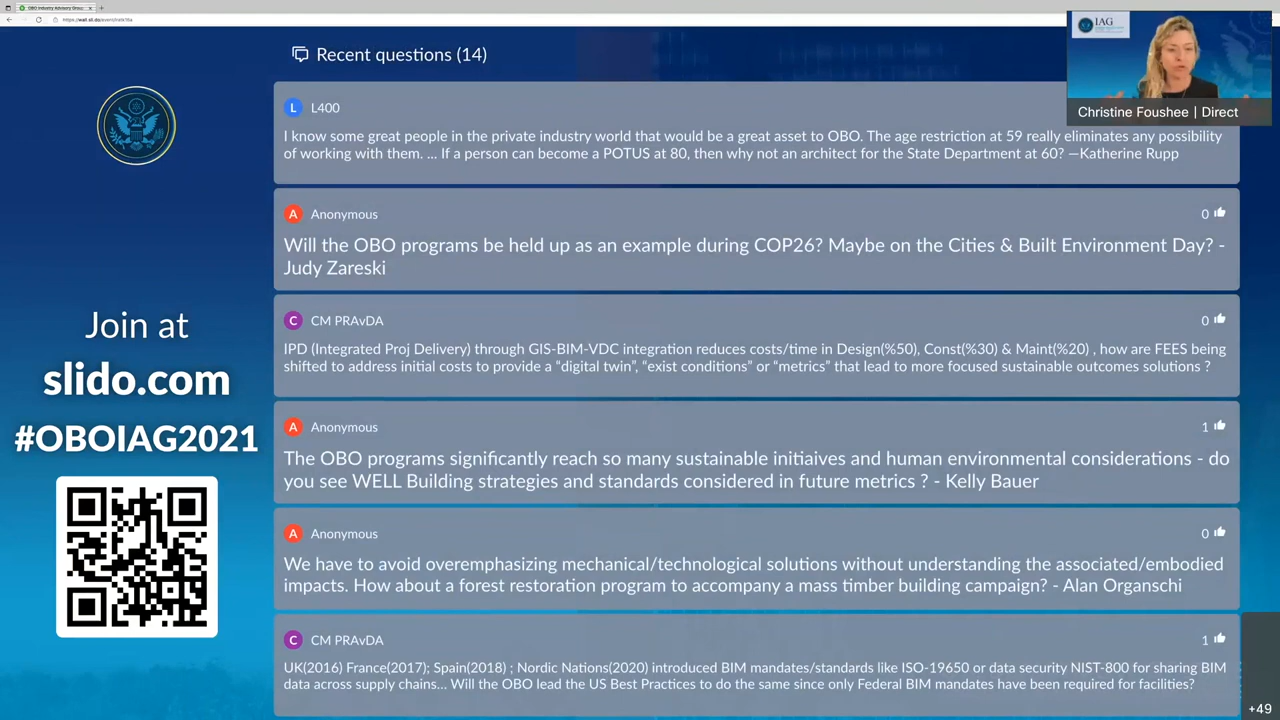 OBO Industry Advisory Group
https://wall.sli.do/event/
Recent questions (14)
IAG
Christine Foushee | Direct
L
L400
I know some great people in the private industry world that would be a great asset to OBO. The age restriction at 59 really eliminates any possibility
of working with them. ... If a person can become a POTUS at 80, then why not an architect for the State Department at 60? —Katherine Rupp
A
Anonymous
0
Will the OBO programs be held up as an example during COP26? Maybe on the Cities & Built Environment Day? -
Judy Zareski
C
CM PRAvDA
0
IPD (Integrated Proj Delivery) through GIS-BIM-VDC integration reduces costs/time in Design(%50), Const(%30) & Maint(%20) , how are FEES being
shifted to address initial costs to provide a “digital twin”, “exist conditions” or “metrics” that lead to more focused sustainable outcomes solutions ?
A
Anonymous
1
The OBO programs significantly reach so many sustainable initiaives and human environmental considerations - do
you see WELL Building strategies and standards considered in future metrics ? - Kelly Bauer
A
Anonymous
0
We have to avoid overemphasizing mechanical/technological solutions without understanding the associated/embodied
impacts. How about a forest restoration program to accompany a mass timber building campaign? - Alan Organschi
C
CM PRAvDA
1
UK(2016) France(2017); Spain(2018) ; Nordic Nations(2020) introduced BIM mandates/standards like ISO-19650 or data security NIST-800 for sharing BIM
data across supply chains... Will the OBO lead the US Best Practices to do the same since only Federal BIM mandates have been required for facilities?
Join at
slido.com
#OBOIAG2021
+49